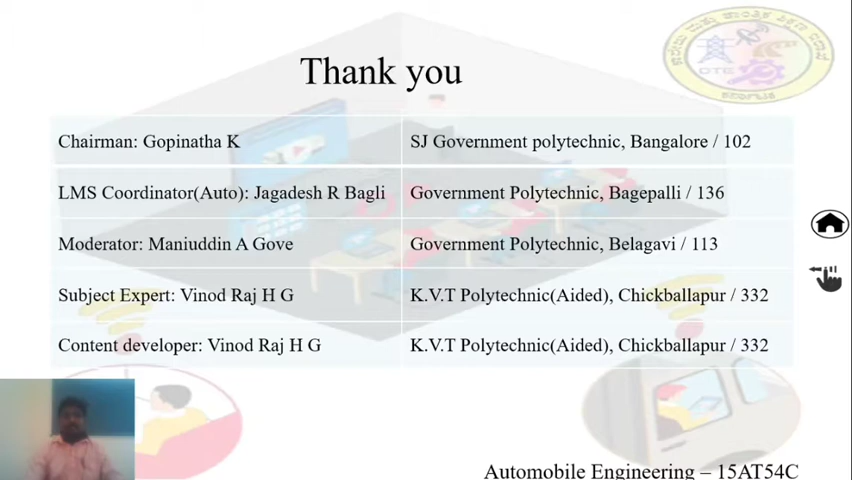 Thank you
DTE
Chairman: Gopinatha K
SJ Government polytechnic, Bangalore / 102
LMS Coordinator(Auto): Jagadesh R Bagli
Government Polytechnic, Bagepalli / 136
Moderator: Maniuddin A Gove
Government Polytechnic, Belagavi / 113
Subject Expert: Vinod Raj H G
K.V.T Polytechnic(Aided), Chickballapur / 332
Content developer: Vinod Raj H G
K.V.T Polytechnic(Aided), Chickballapur / 332
Automobile Engineering – 15AT54C